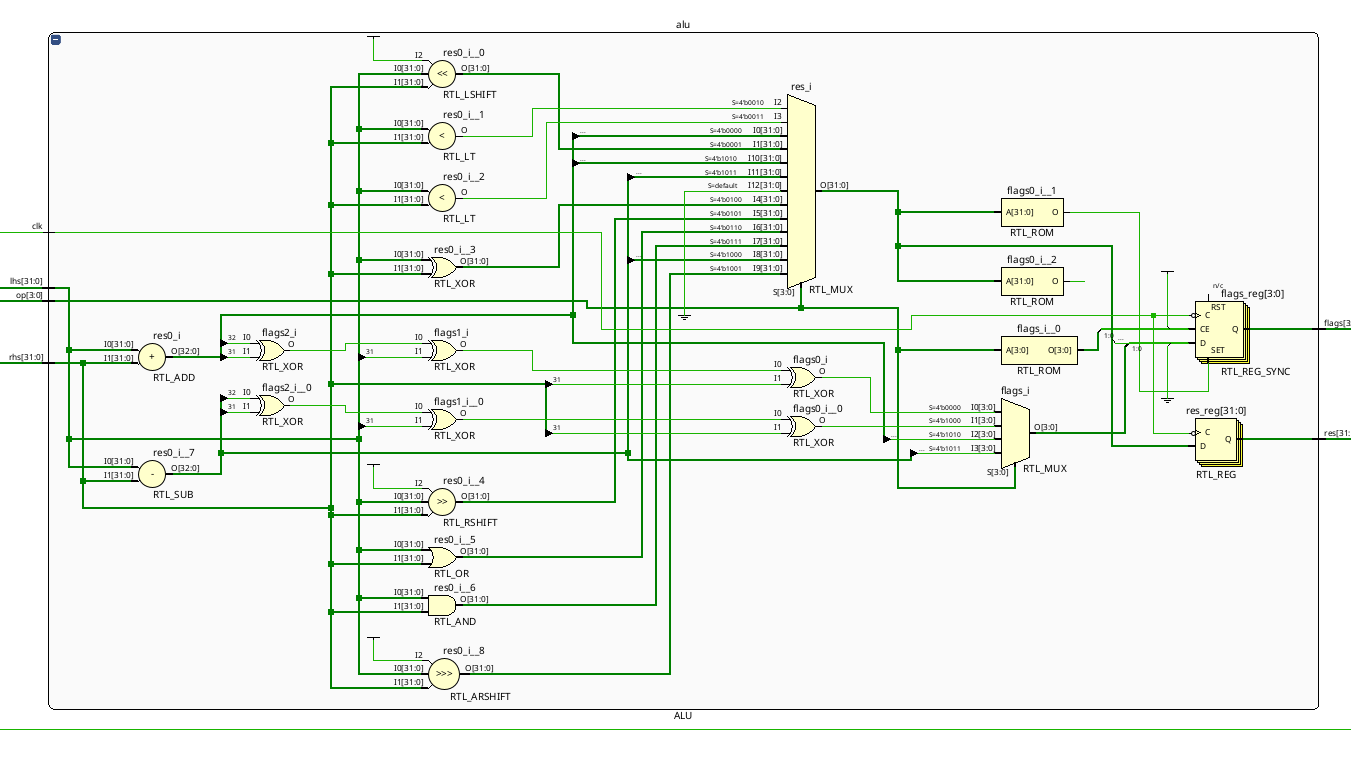 alu
res0_i__0
I2
I0[31:0]
I1[31:0]
<<
O[31:0]
RTL_LSHIFT
res0_i__1
I0[31:0]
I1[31:0]
<
O
RTL_LT
res0_i__2
I0[31:0]
I1[31:0]
<
O
RTL_LT
res0_i__3
I0[31:0]
I1[31:0]
O[31:0]
RTL_XOR
clk
lhs[31:0]
op[3:0]
rhs[31:0]
res0_i
I0[31:0]
I1[31:0]
+
O[32:0]
RTL_ADD
flags2_i
32 I0
31 I1
O
RTL_XOR
flags1_i
I0
31 I1
O
RTL_XOR
flags2_i__0
32 I0
31 I1
O
RTL_XOR
flags1_i__0
I0
31 I1
O
RTL_XOR
res0_i__7
I0[31:0]
I1[31:0]
-
O[32:0]
RTL_SUB
res0_i__4
I2
I0[31:0]
I1[31:0]
>>
O[31:0]
RTL_RSHIFT
res0_i__5
I0[31:0]
I1[31:0]
O[31:0]
RTL_OR
res0_i__6
I0[31:0]
I1[31:0]
O[31:0]
RTL_AND
res0_i__8
I2
I0[31:0]
I1[31:0]
>>>
O[31:0]
RTL_ARSHIFT
res_i
S=4'b0010 I2
S=4'b0011 I3
... S=4'b0000 I0[31:0]
S=4'b0001 I1[31:0]
... S=4'b1010 I10[31:0]
... S=4'b1011 I11[31:0]
S=default I12[31:0]
S=4'b0100 I4[31:0]
S=4'b0101 I5[31:0]
S=4'b0110 I6[31:0]
S=4'b0111 I7[31:0]
... S=4'b1000 I8[31:0]
S=4'b1001 I9[31:0]
O[31:0]
S[3:0]
RTL_MUX
31
31
flags0_i
I0
I1
O
RTL_XOR
flags0_i__0
I0
I1
O
RTL_XOR
flags0_i__1
A[31:0] O
RTL_ROM
flags0_i__2
A[31:0] O
RTL_ROM
flags_i__0
A[3:0] O[3:0]
RTL_ROM
flags_i
S=4'b0000 I0[3:0]
S=4'b1000 I1[3:0]
... S=4'b1010 I2[3:0]
... S=4'b1011 I3[3:0]
O[3:0]
S[3:0]
RTL_MUX
n/c
flags_reg[3:0]
RST
C
CE
D
Q
SET
1:0
...
1:0
RTL_REG_SYNC
res_reg[31:0]
C
D
Q
RTL_REG
flags[3:
res[31:
ALU